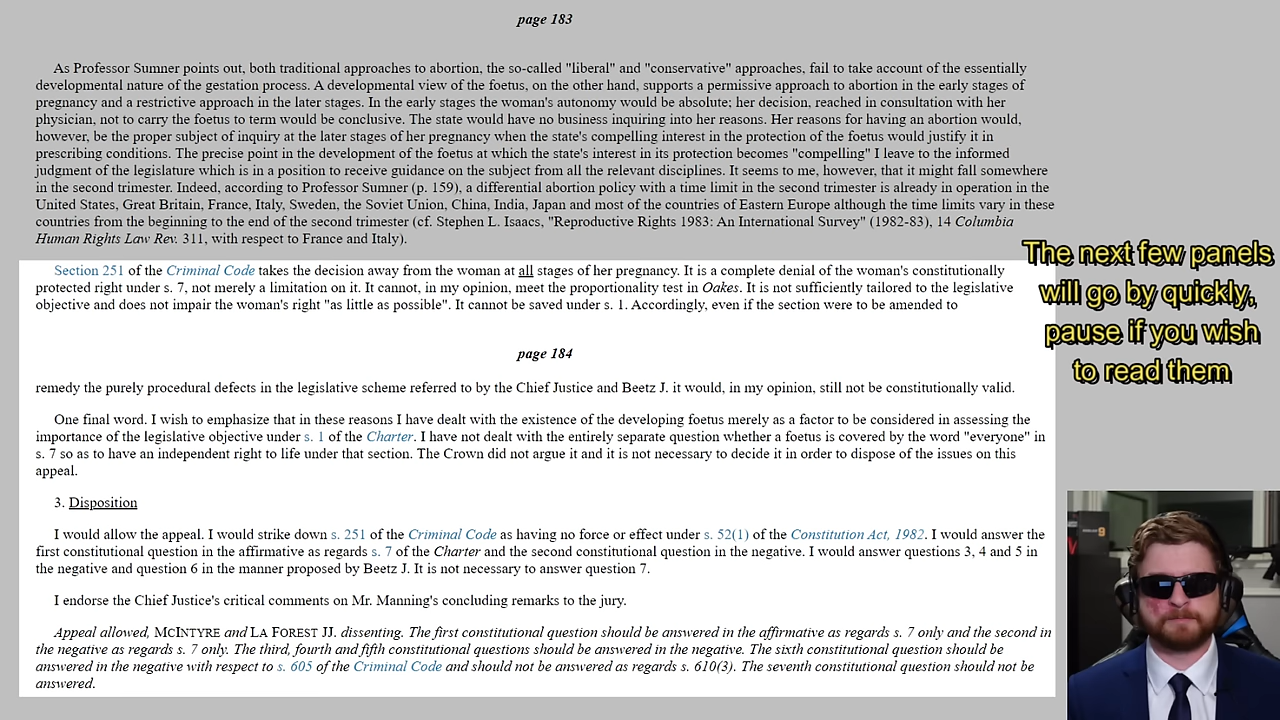 page 183
As Professor Sumner points out, both traditional approaches to abortion, the so-called "liberal" and "conservative" approaches, fail to take account of the essentially
developmental nature of the gestation process. A developmental view of the foetus, on the other hand, supports a permissive approach to abortion in the early stages of
pregnancy and a restrictive approach in the later stages. In the early stages the woman's autonomy would be absolute; her decision, reached in consultation with her
physician, not to carry the foetus to term would be conclusive. The state would have no business inquiring into her reasons. Her reasons for having an abortion would,
however, be the proper subject of inquiry at the later stages of her pregnancy when the state's compelling interest in the protection of the foetus would justify it in
prescribing conditions. The precise point in the development of the foetus at which the state's interest in its protection becomes "compelling" I leave to the informed
judgment of the legislature which is in a position to receive guidance on the subject from all the relevant disciplines. It seems to me, however, that it might fall somewhere
in the second trimester. Indeed, according to Professor Sumner (p. 159), a differential abortion policy with a time limit in the second trimester is already in operation in the
United States, Great Britain, France, Italy, Sweden, the Soviet Union, China, India, Japan and most of the countries of Eastern Europe although the time limits vary in these
countries from the beginning to the end of the second trimester (cf. Stephen L. Isaacs, "Reproductive Rights 1983: An International Survey" (1982-83), 14 Columbia
Human Rights Law Rev. 311, with respect to France and Italy).
Section 251 of the Criminal Code takes the decision away from the woman at all stages of her pregnancy. It is a complete denial of the woman's constitutionally
protected right under s. 7, not merely a limitation on it. It cannot, in my opinion, meet the proportionality test in Oakes. It is not sufficiently tailored to the legislative
objective and does not impair the woman's right "as little as possible". It cannot be saved under s. 1. Accordingly, even if the section were to be amended to
page 184
remedy the purely procedural defects in the legislative scheme referred to by the Chief Justice and Beetz J. it would, in my opinion, still not be constitutionally valid.
One final word. I wish to emphasize that in these reasons I have dealt with the existence of the developing foetus merely as a factor to be considered in assessing the
importance of the legislative objective under s. 1 of the Charter. I have not dealt with the entirely separate question whether a foetus is covered by the word "everyone" in
s. 7 so as to have an independent right to life under that section. The Crown did not argue it and it is not necessary to decide it in order to dispose of the issues on this
appeal.
3. Disposition
I would allow the appeal. I would strike down s. 251 of the Criminal Code as having no force or effect under s. 52(1) of the Constitution Act, 1982. I would answer the
first constitutional question in the affirmative as regards s. 7 of the Charter and the second constitutional question in the negative. I would answer questions 3, 4 and 5 in
the negative and question 6 in the manner proposed by Beetz J. It is not necessary to answer question 7.
I endorse the Chief Justice's critical comments on Mr. Manning's concluding remarks to the jury.
Appeal allowed, MCINTYRE and LA FOREST JJ. dissenting. The first constitutional question should be answered in the affirmative as regards s. 7 only and the second in
the negative as regards s. 7 only. The third, fourth and fifth constitutional questions should be answered in the negative. The sixth constitutional question should be
answered in the negative with respect to s. 605 of the Criminal Code and should not be answered as regards s. 610(3). The seventh constitutional question should not be
answered.
The next few panels
will go by quickly,
pause if you wish
to read them